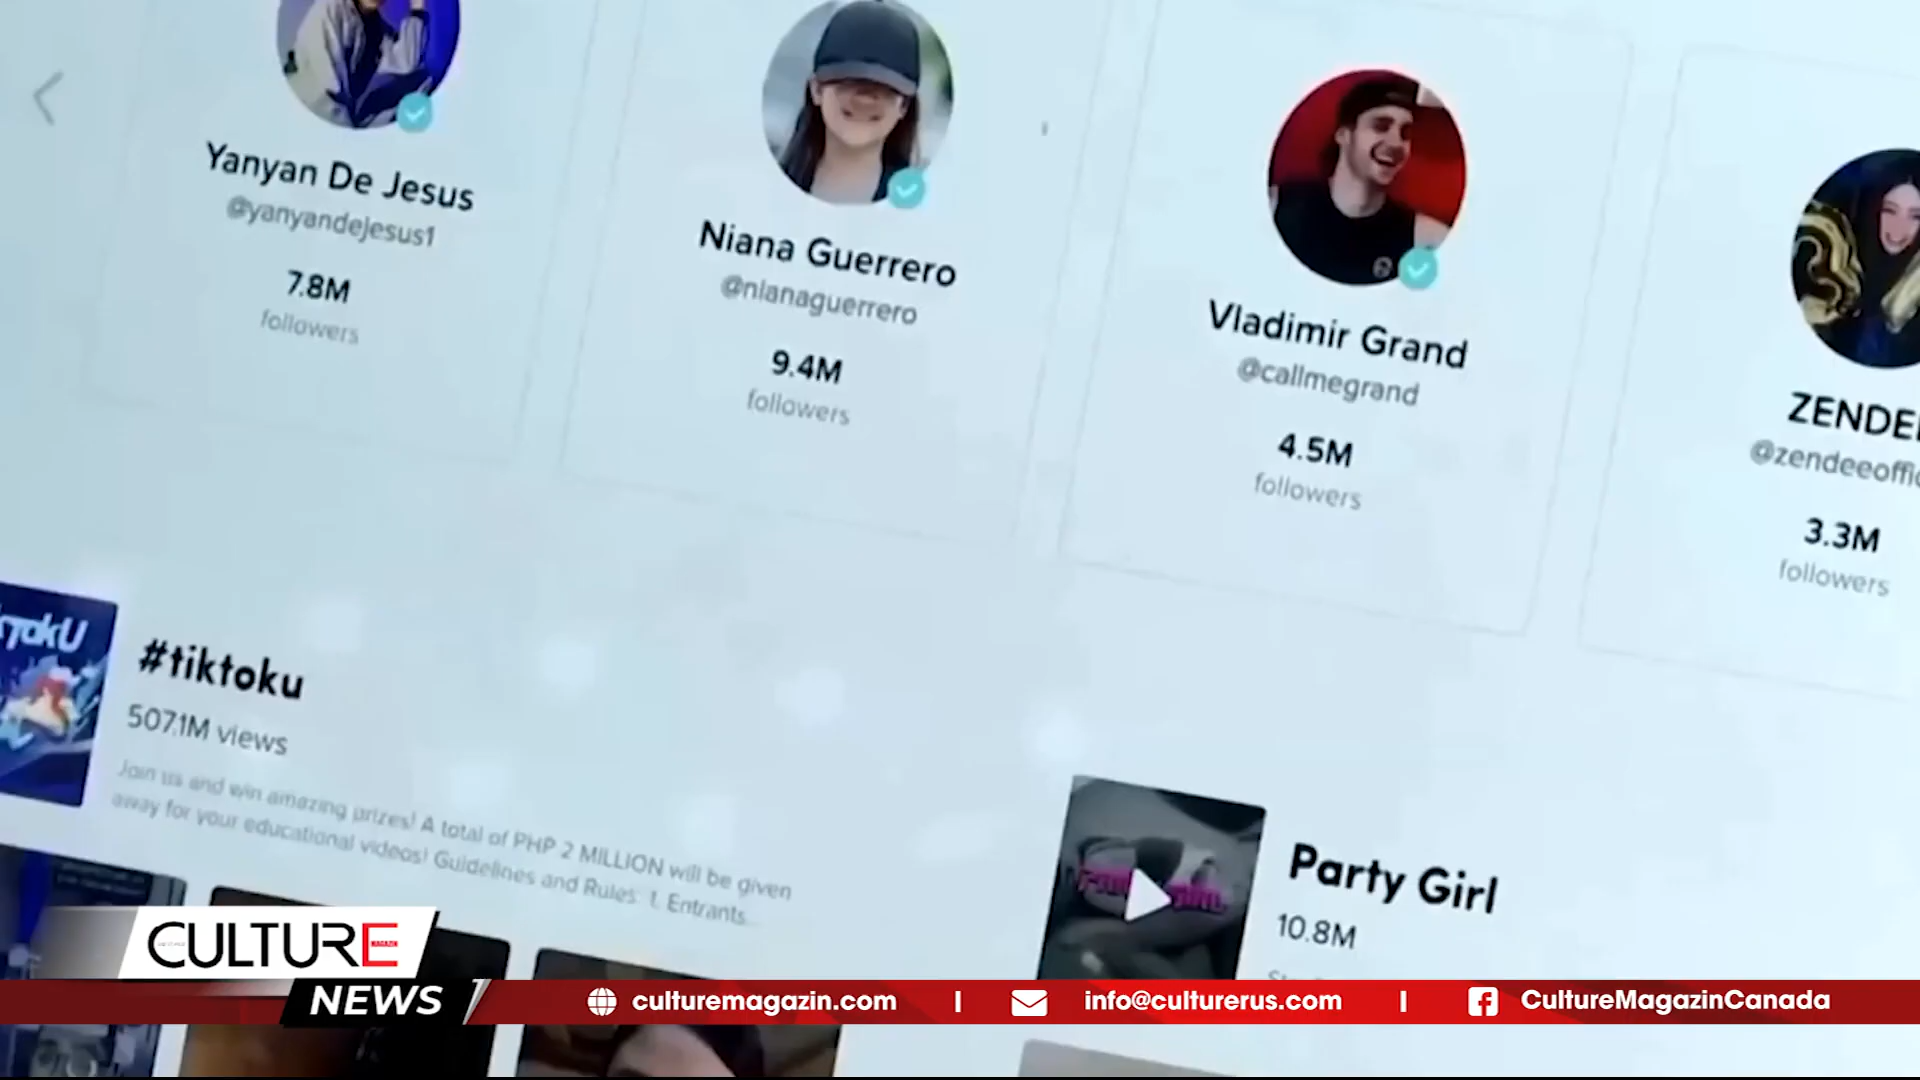 Yanyan De Jesus
@yanyandejesus1
7.8M
followers
Niana Guerrero
@nianaguerrero
9.4M
followers
Vladimir Grand
@callmegrand
4.5M
followers
ZENDE
@zendeeoffic
3.3M
followers
#tiktoku
507.1M views
Join us and win amazing prizes! A total of PHP 2 MILLION will be given
away for your educational videos! Guidelines and Rules: 1. Entrants...
Party Girl
10.8M
CULTURE
NEWS
culturemagazin.com | info@culturerus.com | CultureMagazinCanada